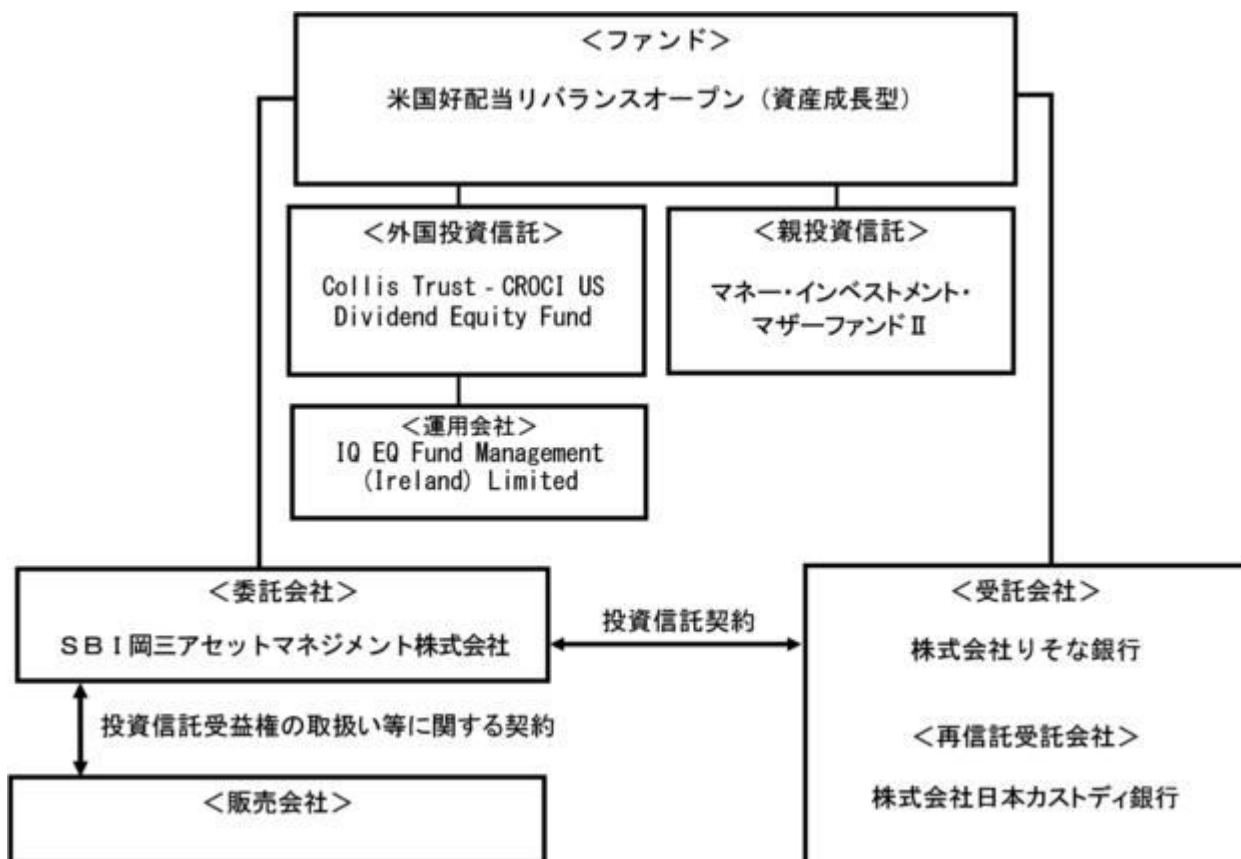 ＜ファンド＞
米国好配当リバランスオープン（資産成長型）
＜外国投資信託＞
Collis Trust‐CROCI US
Dividend Equity Fund
＜親投資信託＞
マネー・インベストメント・
マザーファンドⅡ
＜運用会社＞
IQ EQ Fund Management
(Ireland) Limited
＜委託会社＞
ＳＢＩ岡三アセットマネジメント株式会社
投資信託契約
＜受託会社＞
株式会社りそな銀行
＜再信託受託会社＞
株式会社日本カストディ銀行
投資信託受益権の取扱い等に関する契約
＜販売会社＞